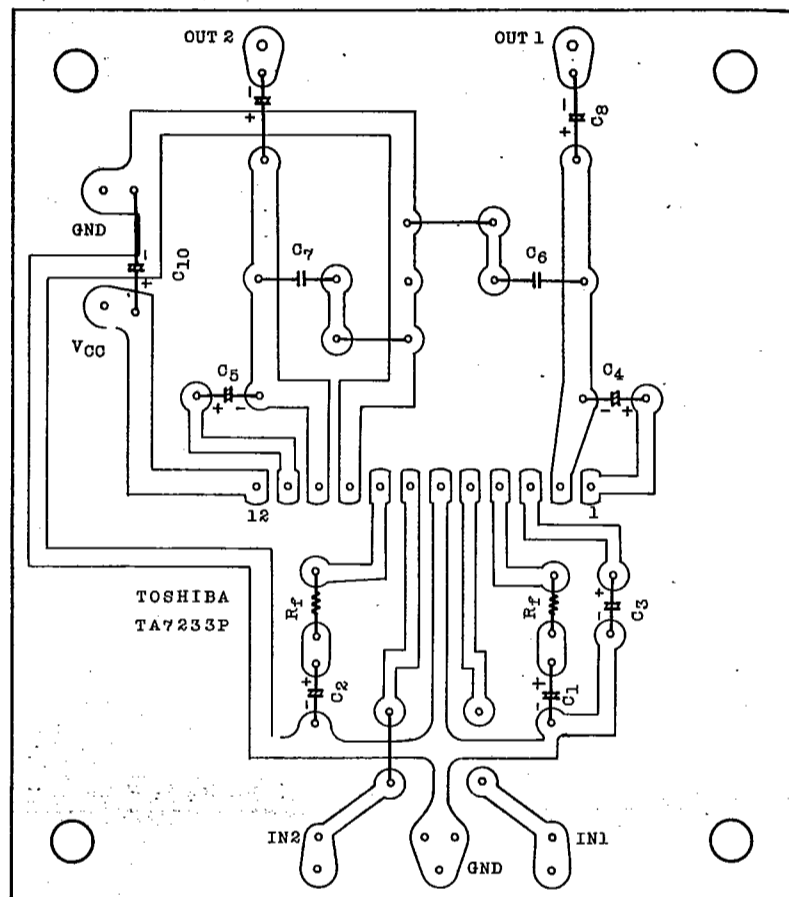 OUT 2
OUT 1
- +
- + C8
GND
- + C10
C7
C6
VCC
C5
+ -
C4
- +
12
1
TOSHIBA
TA7233P
Rf
Rf
+ - C3
+ - C2
+ - C1
IN2
GND
IN1